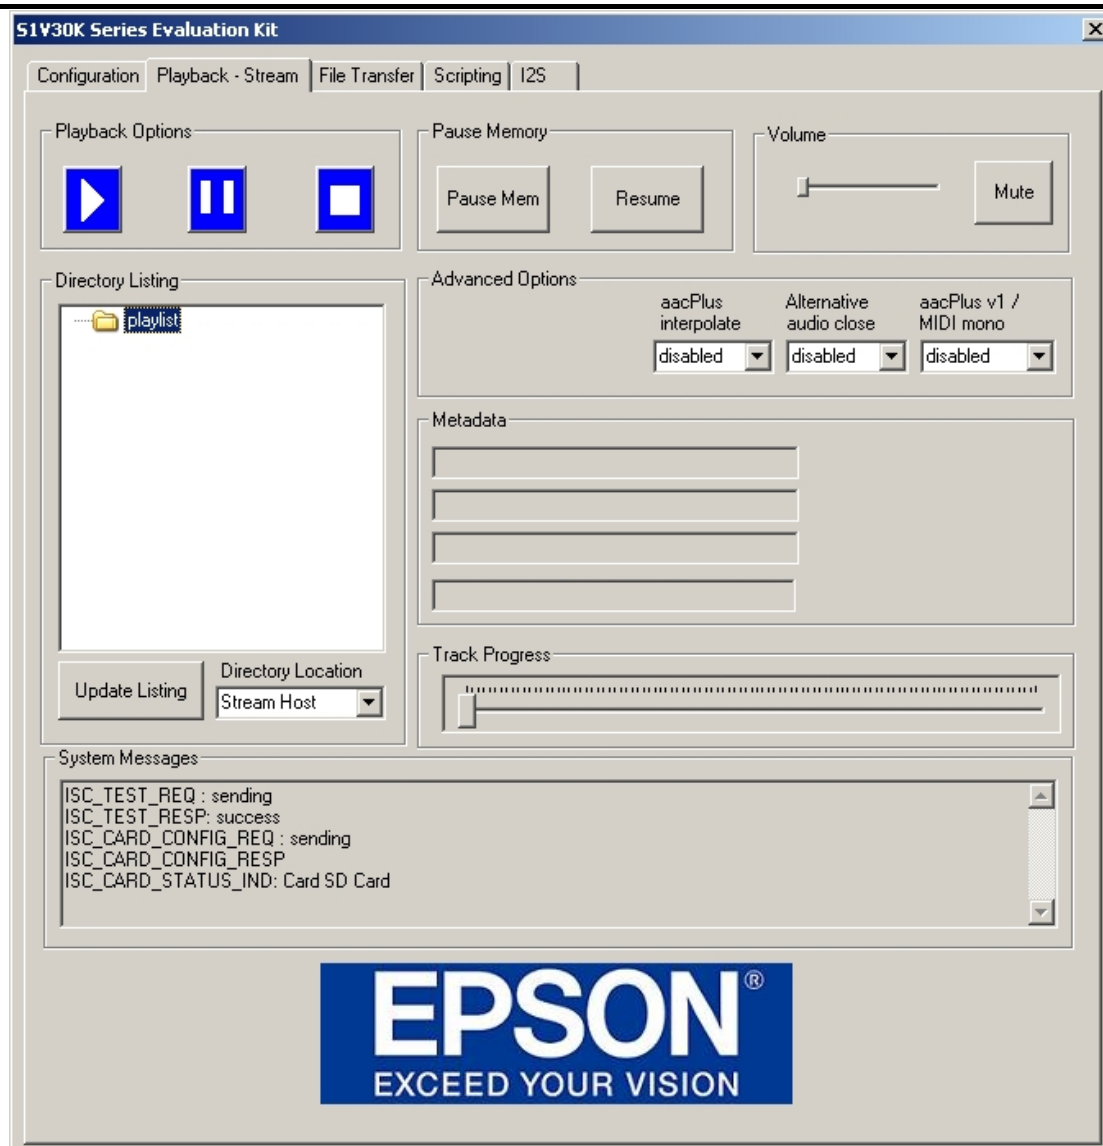 S1V30K Series Evaluation Kit
Configuration
Playback - Stream
File Transfer
Scripting
I2S
Playback Options
Pause Memory
Pause Mem
Resume
Volume
Mute
Directory Listing
playlist
Update Listing
Directory Location
Stream Host
Advanced Options
aacPlus
interpolate
disabled
Alternative
audio close
disabled
aacPlus v1 /
MIDI mono
disabled
Metadata
Track Progress
System Messages
ISC_TEST_REQ : sending
ISC_TEST_RESP: success
ISC_CARD_CONFIG_REQ : sending
ISC_CARD_CONFIG_RESP
ISC_CARD_STATUS_IND: Card SD Card
EPSON®
EXCEED YOUR VISION